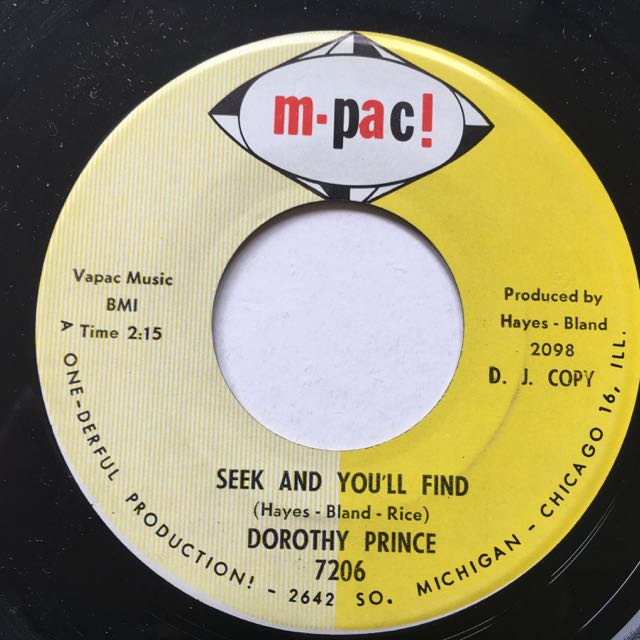 m·pac!
Vapac Music
BMI
Time 2:15
Produced by
Hayes - Bland
2098
D. J. COPY
SEEK AND YOU'LL FIND
(Hayes - Bland - Rice)
DOROTHY PRINCE
7206
A ONE-DERFUL PRODUCTION! - 2642 SO. MICHIGAN - CHICAGO 16, ILL.